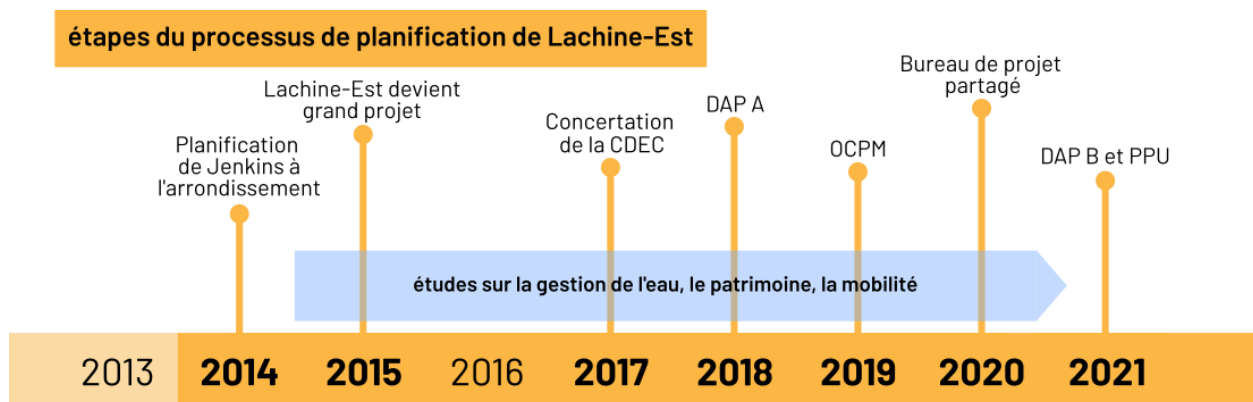 étapes du processus de planification de Lachine-Est
Lachine-Est devient
grand projet
Planification
de Jenkins à
l'arrondissement
Concertation
de la CDEC
DAP A
OCPM
Bureau de projet
partagé
DAP B et PPU
études sur la gestion de l'eau, le patrimoine, la mobilité
2013 2014 2015 2016 2017 2018 2019 2020 2021